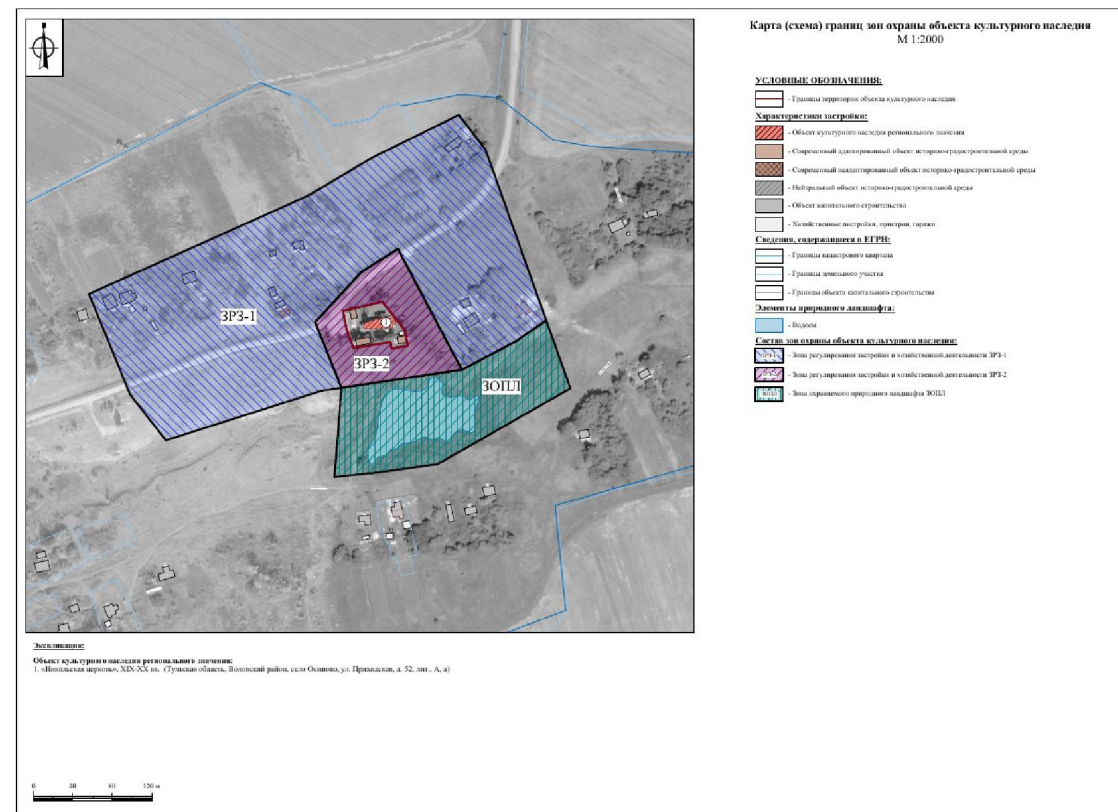 Карта (схема) границ зон охраны объекта культурного наследия
М 1:2000
УСЛОВНЫЕ ОБОЗНАЧЕНИЯ:
- Границы территории объекта культурного наследия
Характеристики застройки:
- Объект культурного наследия регионального значения
- Современный адаптированный объект историко-градостроительной среды
- Современный неадаптированный объект историко-градостроительной среды
- Нейтральный объект историко-градостроительной среды
- Объект капитального строительства
- Хозяйственные постройки, пристрои, гаражи
Сведения, содержащиеся в ЕГРН:
- Границы кадастрового квартала
- Границы земельного участка
- Границы объекта капитального строительства
Элементы природного ландшафта:
- Водоем
Состав зон охраны объекта культурного наследия:
- Зона регулирования застройки и хозяйственной деятельности ЗРЗ-1
- Зона регулирования застройки и хозяйственной деятельности ЗРЗ-2
ЗОПЛ - Зона охраняемого природного ландшафта ЗОПЛ
ЗРЗ-1
1
ЗРЗ-2
ЗОПЛ
Экспликация:
Объект культурного наследия регионального значения:
1. «Никольская церковь», XIX-XX вв. (Тульская область, Воловский район, село Осиново, ул. Приходская, д. 52, лит., А, а)
0 40 80 120 м